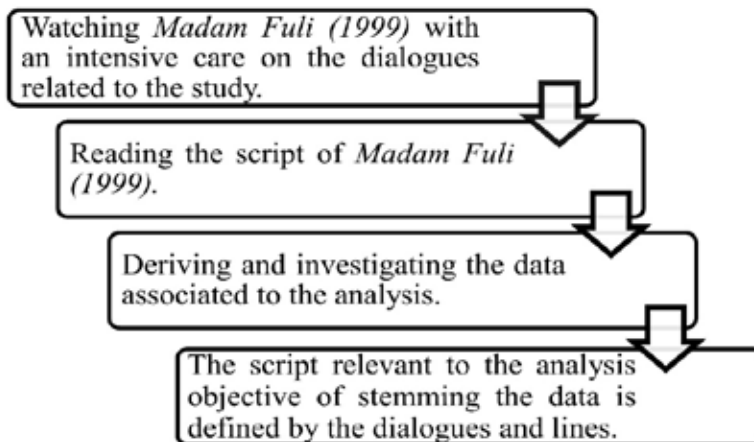 Watching Madam Fuli (1999) with
an intensive care on the dialogues
related to the study.
Reading the script of Madam Fuli
(1999).
Deriving and investigating the data
associated to the analysis.
The script relevant to the analysis
objective of stemming the data is
defined by the dialogues and lines.